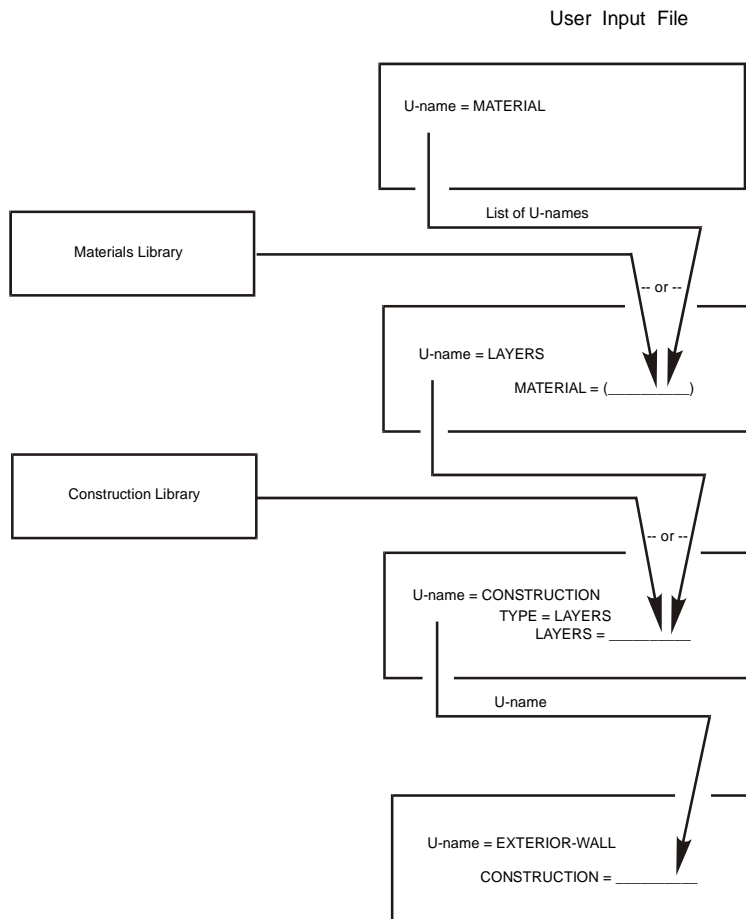 User Input File
U-name = MATERIAL
List of U-names
Materials Library
-- or --
U-name = LAYERS
MATERIAL = (__________)
Construction Library
-- or --
U-name = CONSTRUCTION
TYPE = LAYERS
LAYERS = __________
U-name
U-name = EXTERIOR-WALL
CONSTRUCTION = __________